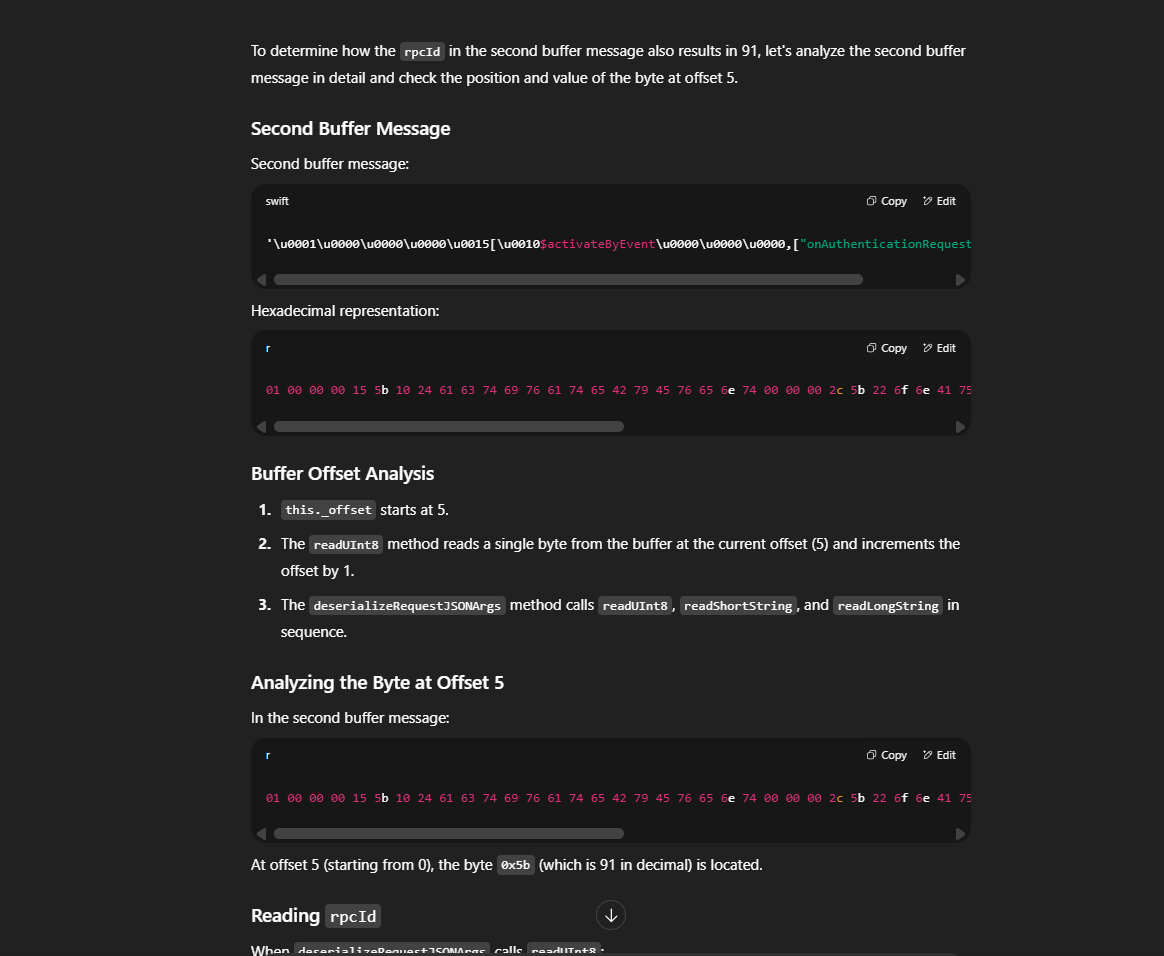 To determine how the rpcId in the second buffer message also results in 91, let's analyze the second buffer
message in detail and check the position and value of the byte at offset 5.
Second Buffer Message
Second buffer message:
swift
Copy Edit
'\u0001\u0000\u0000\u0000\u0015[\u0010$activateByEvent\u0000\u0000\u0000,["onAuthenticationRequest
Hexadecimal representation:
r
Copy Edit
01 00 00 00 15 5b 10 24 61 63 74 69 76 61 74 65 42 79 45 76 65 6e 74 00 00 00 2c 5b 22 6f 6e 41 75
Buffer Offset Analysis
1. this._offset starts at 5.
2. The readUInt8 method reads a single byte from the buffer at the current offset (5) and increments the
offset by 1.
3. The deserializeRequestJSONArgs method calls readUInt8, readShortString, and readLongString in
sequence.
Analyzing the Byte at Offset 5
In the second buffer message:
r
Copy Edit
01 00 00 00 15 5b 10 24 61 63 74 69 76 61 74 65 42 79 45 76 65 6e 74 00 00 00 2c 5b 22 6f 6e 41 75
At offset 5 (starting from 0), the byte 0x5b (which is 91 in decimal) is located.
Reading rpcId
When deserializeRequestJSONArgs calls readUInt8: